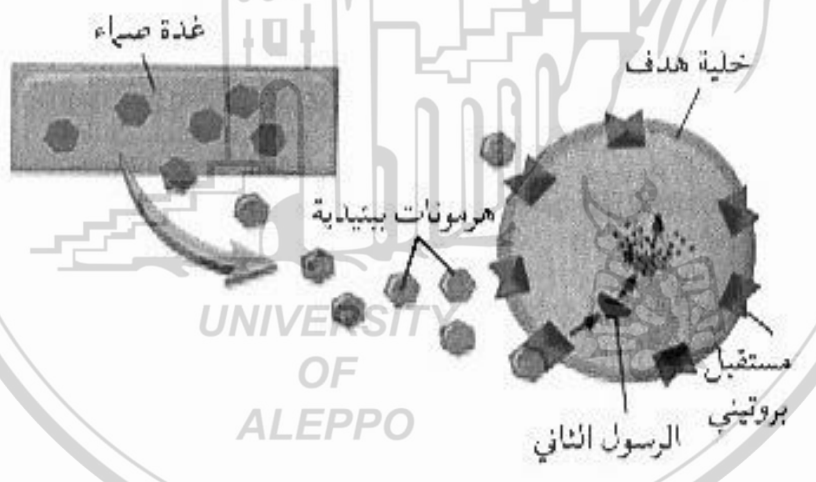 غدة صماء
خلية هدف
هرمونات ببتيدية
مستقبل
بروتيني
الرسول الثاني
UNIVERSITY
OF
ALEPPO